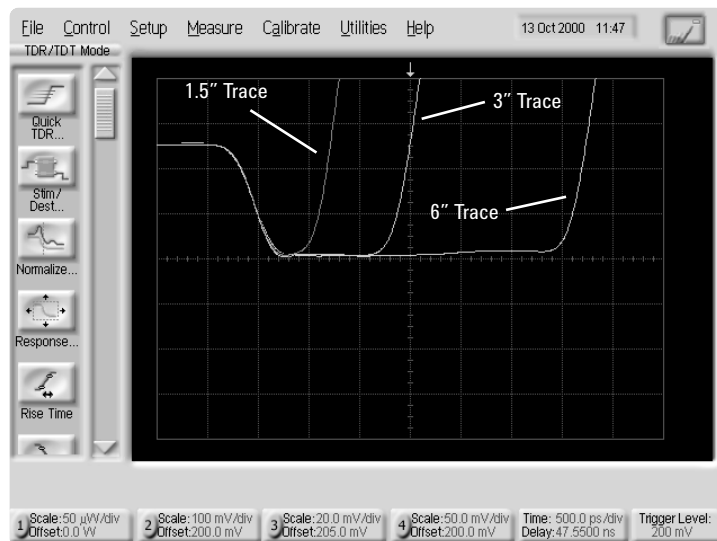 File Control Setup Measure Calibrate Utilities Help 13 Oct 2000 11:47
TDR/TDT Mode
Quick
TDR...
Stim/
Dest...
Normalize...
Response...
Rise Time
1.5″ Trace
3″ Trace
6″ Trace
1 Scale:50 µW/div
Offset:0.0 W
2 Scale:100 mV/div
Offset:200.0 mV
3 Scale:20.0 mV/div
Offset:205.0 mV
4 Scale:50.0 mV/div
Offset:200.0 mV
Time: 500.0 ps/div
Delay:47.5500 ns
Trigger Level:
200 mV